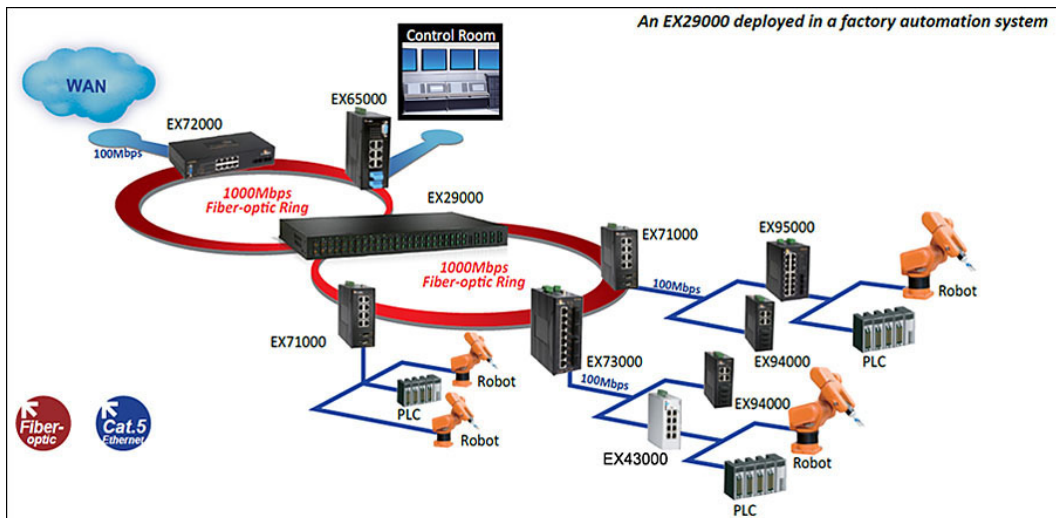 An EX29000 deployed in a factory automation system
Control Room
WAN
EX65000
EX72000
100Mbps
1000Mbps
Fiber-optic Ring
EX29000
EX71000
EX95000
1000Mbps
Fiber-optic Ring
100Mbps
Robot
EX71000
EX73000
EX94000
PLC
Robot
100Mbps
PLC
EX94000
Fiber-
optic
Cat.5
Ethernet
Robot
EX43000
Robot
PLC